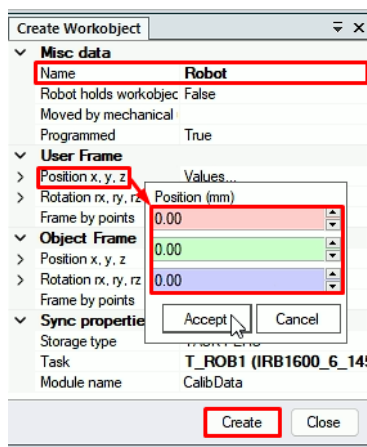 Create Workobject
Misc data
Name Robot
Robot holds workobjec False
Moved by mechanical
Programmed True
User Frame
Position x, y, z Values...
Rotation rx, ry, rz
Position (mm)
Frame by points
0.00
Object Frame
0.00
Position x, y, z
Rotation rx, ry, rz
0.00
Frame by points
Sync propertie
Accept Cancel
Storage type
Task T_ROB1 (IRB1600_6_145
Module name CalibData
Create Close